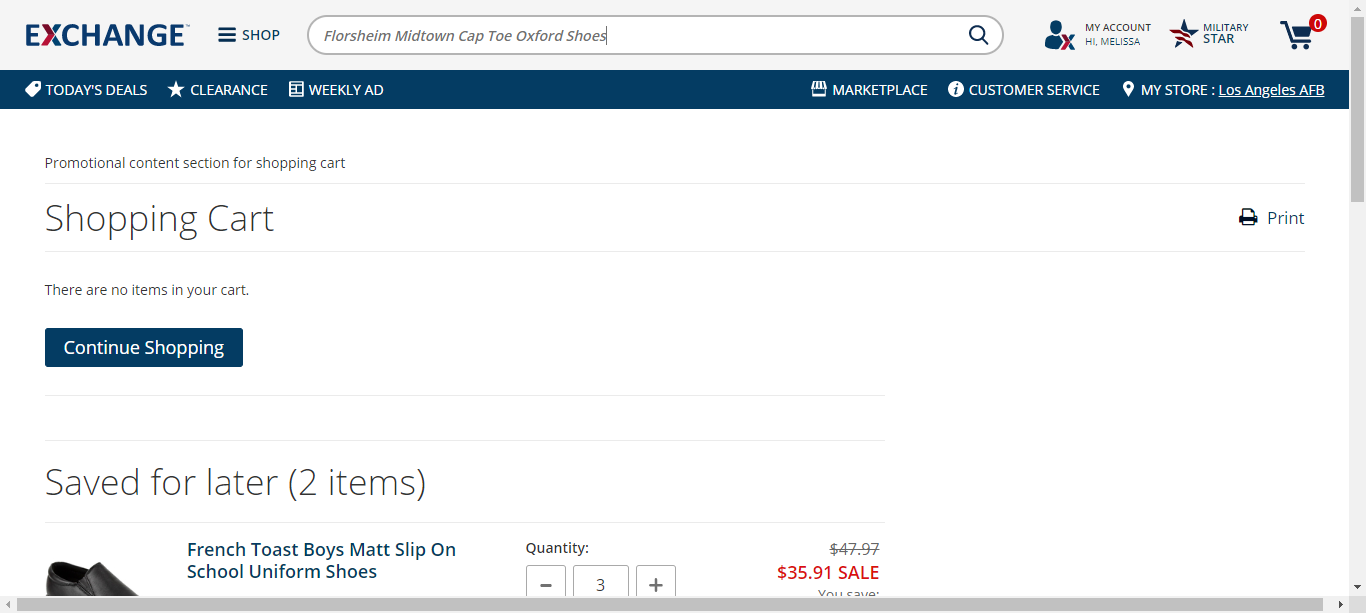 EXCHANGE
SHOP
Florsheim Midtown Cap Toe Oxford Shoes
MY ACCOUNT
HI, MELISSA
MILITARY
STAR
0
TODAY'S DEALS
CLEARANCE
WEEKLY AD
MARKETPLACE
CUSTOMER SERVICE
MY STORE : Los Angeles AFB
Promotional content section for shopping cart
Shopping Cart
Print
There are no items in your cart.
Continue Shopping
Saved for later (2 items)
French Toast Boys Matt Slip On
School Uniform Shoes
Quantity:
3
$47.97
$35.91 SALE
You save: